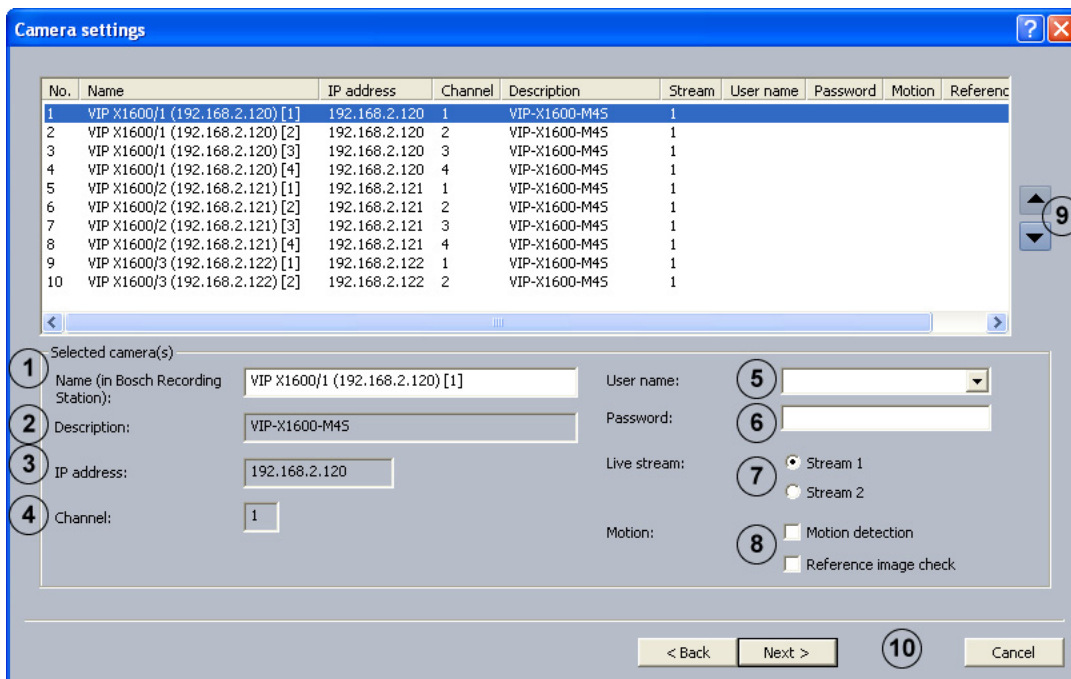 Camera settings
No. Name IP address Channel Description Stream User name Password Motion Referenc
1 VIP X1600/1 (192.168.2.120) [1] 192.168.2.120 1 VIP-X1600-M4S 1
2 VIP X1600/1 (192.168.2.120) [2] 192.168.2.120 2 VIP-X1600-M4S 1
3 VIP X1600/1 (192.168.2.120) [3] 192.168.2.120 3 VIP-X1600-M4S 1
4 VIP X1600/1 (192.168.2.120) [4] 192.168.2.120 4 VIP-X1600-M4S 1
5 VIP X1600/2 (192.168.2.121) [1] 192.168.2.121 1 VIP-X1600-M4S 1
6 VIP X1600/2 (192.168.2.121) [2] 192.168.2.121 2 VIP-X1600-M4S 1
7 VIP X1600/2 (192.168.2.121) [3] 192.168.2.121 3 VIP-X1600-M4S 1
8 VIP X1600/2 (192.168.2.121) [4] 192.168.2.121 4 VIP-X1600-M4S 1
9 VIP X1600/3 (192.168.2.122) [1] 192.168.2.122 1 VIP-X1600-M4S 1
10 VIP X1600/3 (192.168.2.122) [2] 192.168.2.122 2 VIP-X1600-M4S 1
9
Selected camera(s)
1 Name (in Bosch Recording Station): VIP X1600/1 (192.168.2.120) [1]
2 Description: VIP-X1600-M4S
3 IP address: 192.168.2.120
4 Channel: 1
User name: 5
Password: 6
Live stream: 7 Stream 1
Stream 2
Motion: 8 Motion detection
Reference image check
< Back Next > 10 Cancel